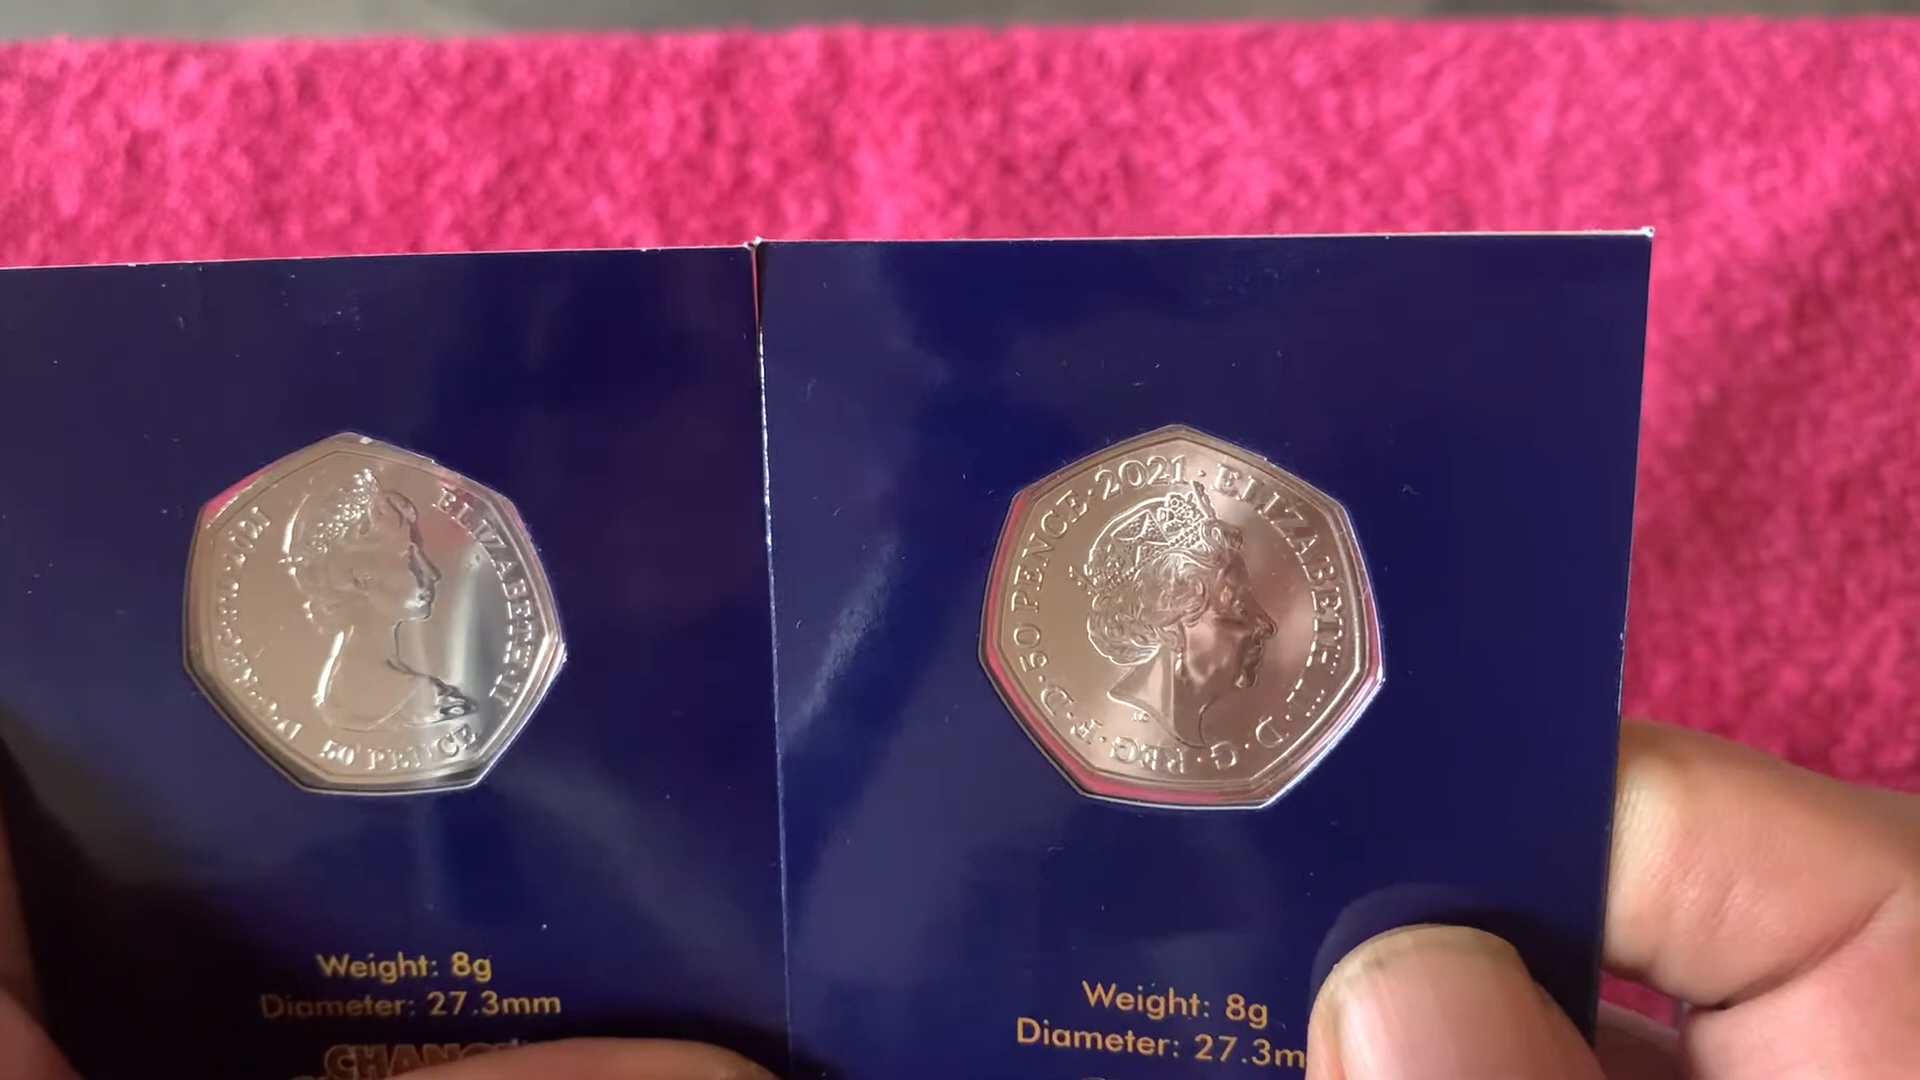 ELIZABETH·II
50 PENCE
50 PENCE·2021·ELIZABETH II·D·G·REG·F·D·
Weight: 8g
Diameter: 27.3mm
Weight: 8g
Diameter: 27.3m